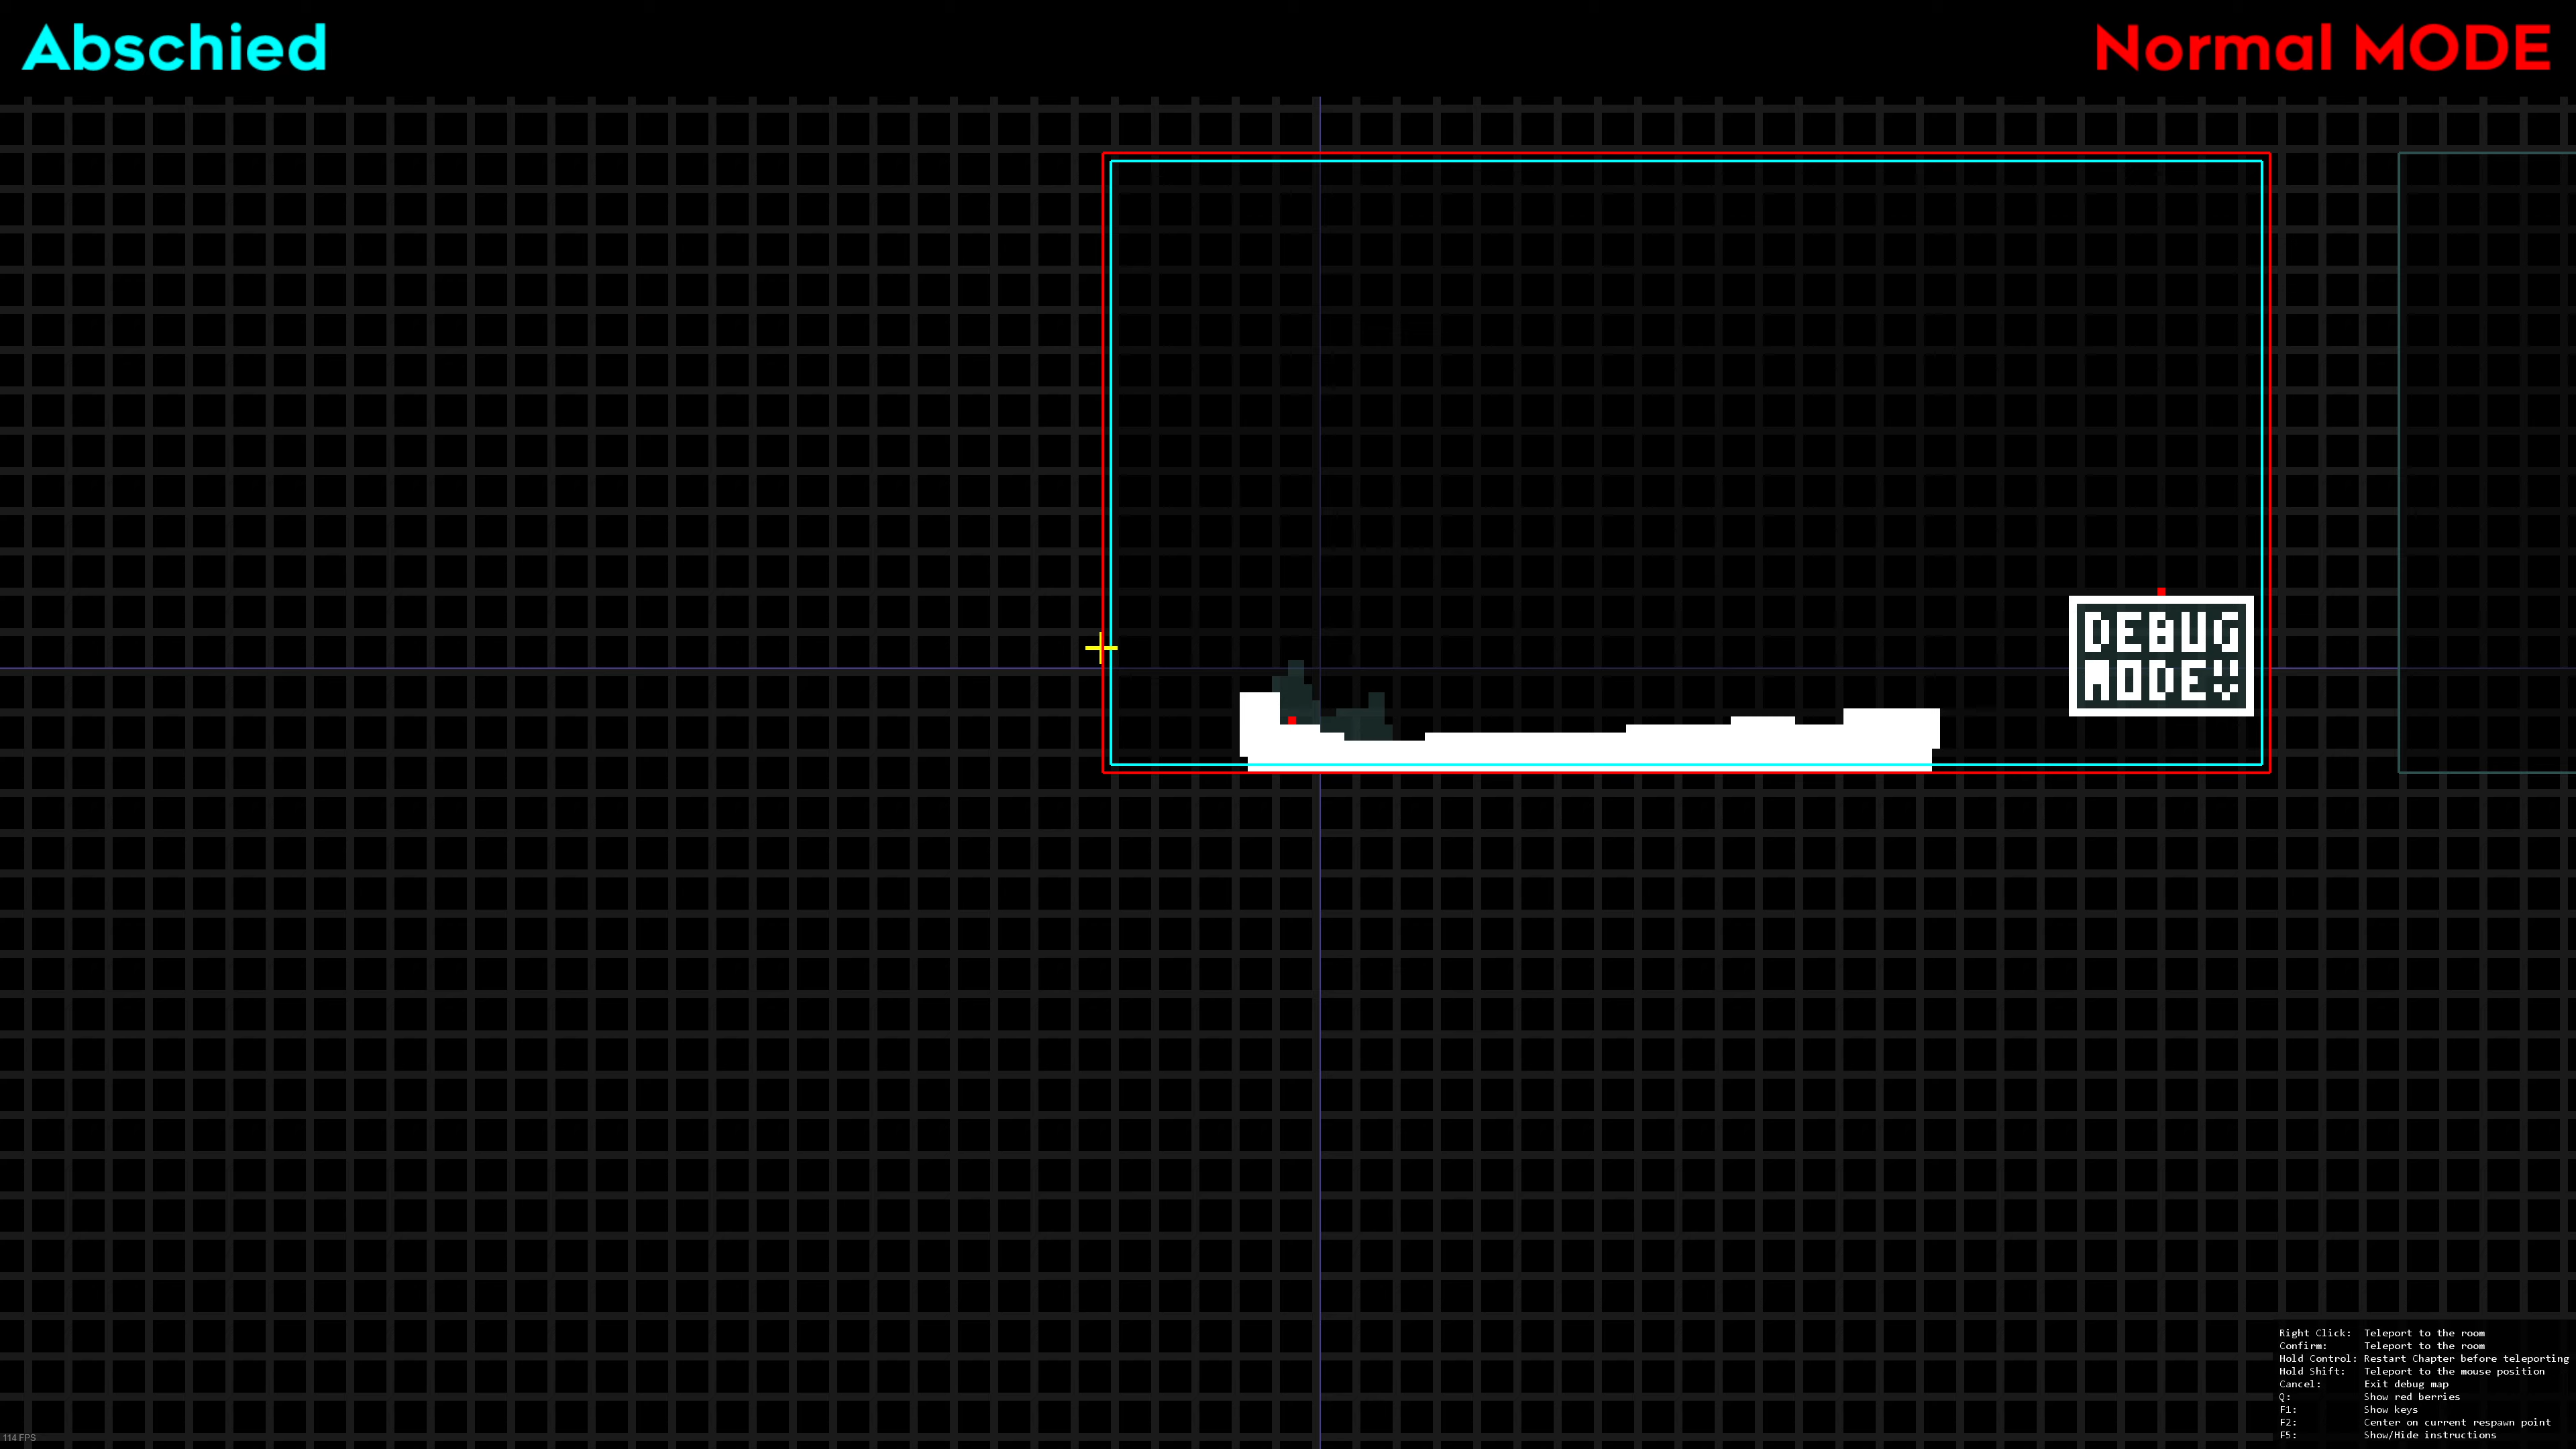 Abschied
Normal MODE
DEBUG
MODE
Right Click: Teleport to the room
Confirm: Teleport to the room
Hold Control: Restart Chapter before teleporting
Hold Shift: Teleport to the mouse position
Cancel: Exit debug map
Q: Show red berries
F1: Show keys
F2: Center on current respawn point
F5: Show/Hide instructions
114 FPS